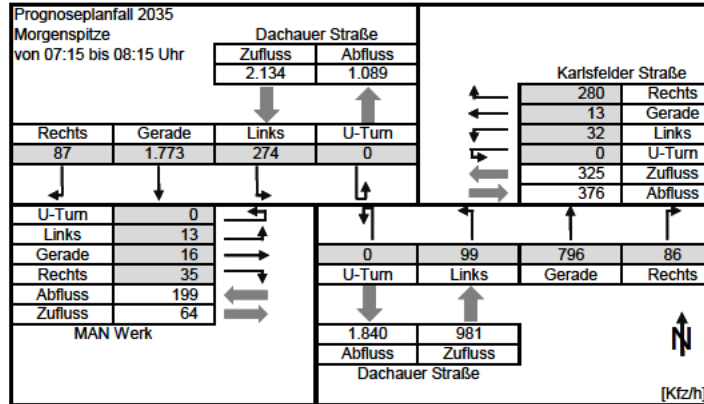 Prognoseplanfall 2035
Morgenspitze
von 07:15 bis 08:15 Uhr
Dachauer Straße
Zufluss Abfluss
2.134 1.089
Rechts Gerade Links U-Turn
87 1.773 274 0
Karlsfelder Straße
280 Rechts
13 Gerade
32 Links
0 U-Turn
325 Zufluss
376 Abfluss
U-Turn 0
Links 13
Gerade 16
Rechts 35
Abfluss 199
Zufluss 64
MAN Werk
0 99 796 86
U-Turn Links Gerade Rechts
1.840 981
Abfluss Zufluss
Dachauer Straße
N
[Kfz/h]